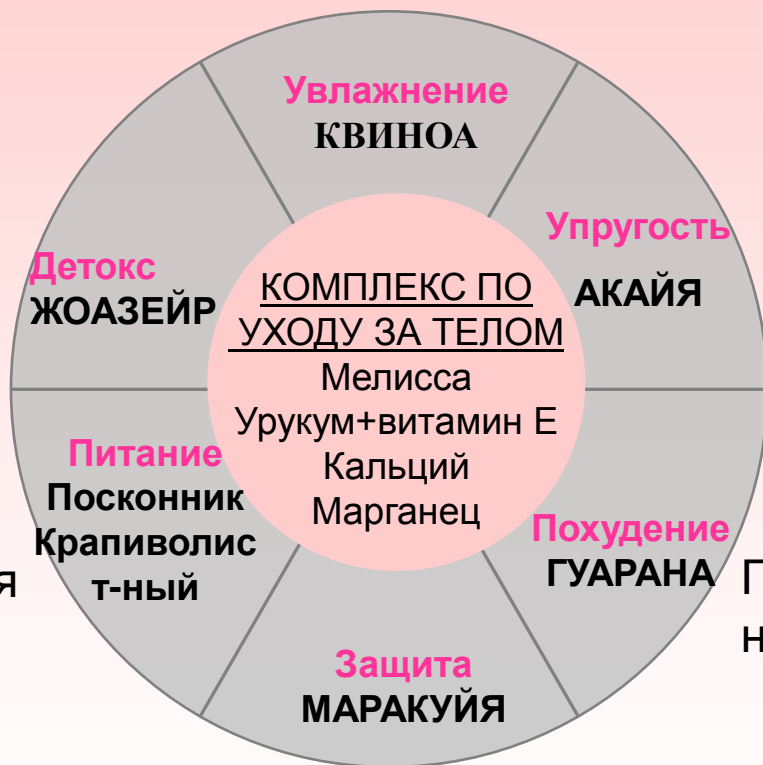 Увлажнение
КВИНОА
Упругость
АКАЙЯ
Детокс
ЖОАЗЕЙР
КОМПЛЕКС ПО
УХОДУ ЗА ТЕЛОМ
Мелисса
Урукум+витамин Е
Кальций
Марганец
Питание
Посконник
Крапиволис
т-ный
Похудение
ГУАРАНА
Защита
МАРАКУЙЯ
я
П
н